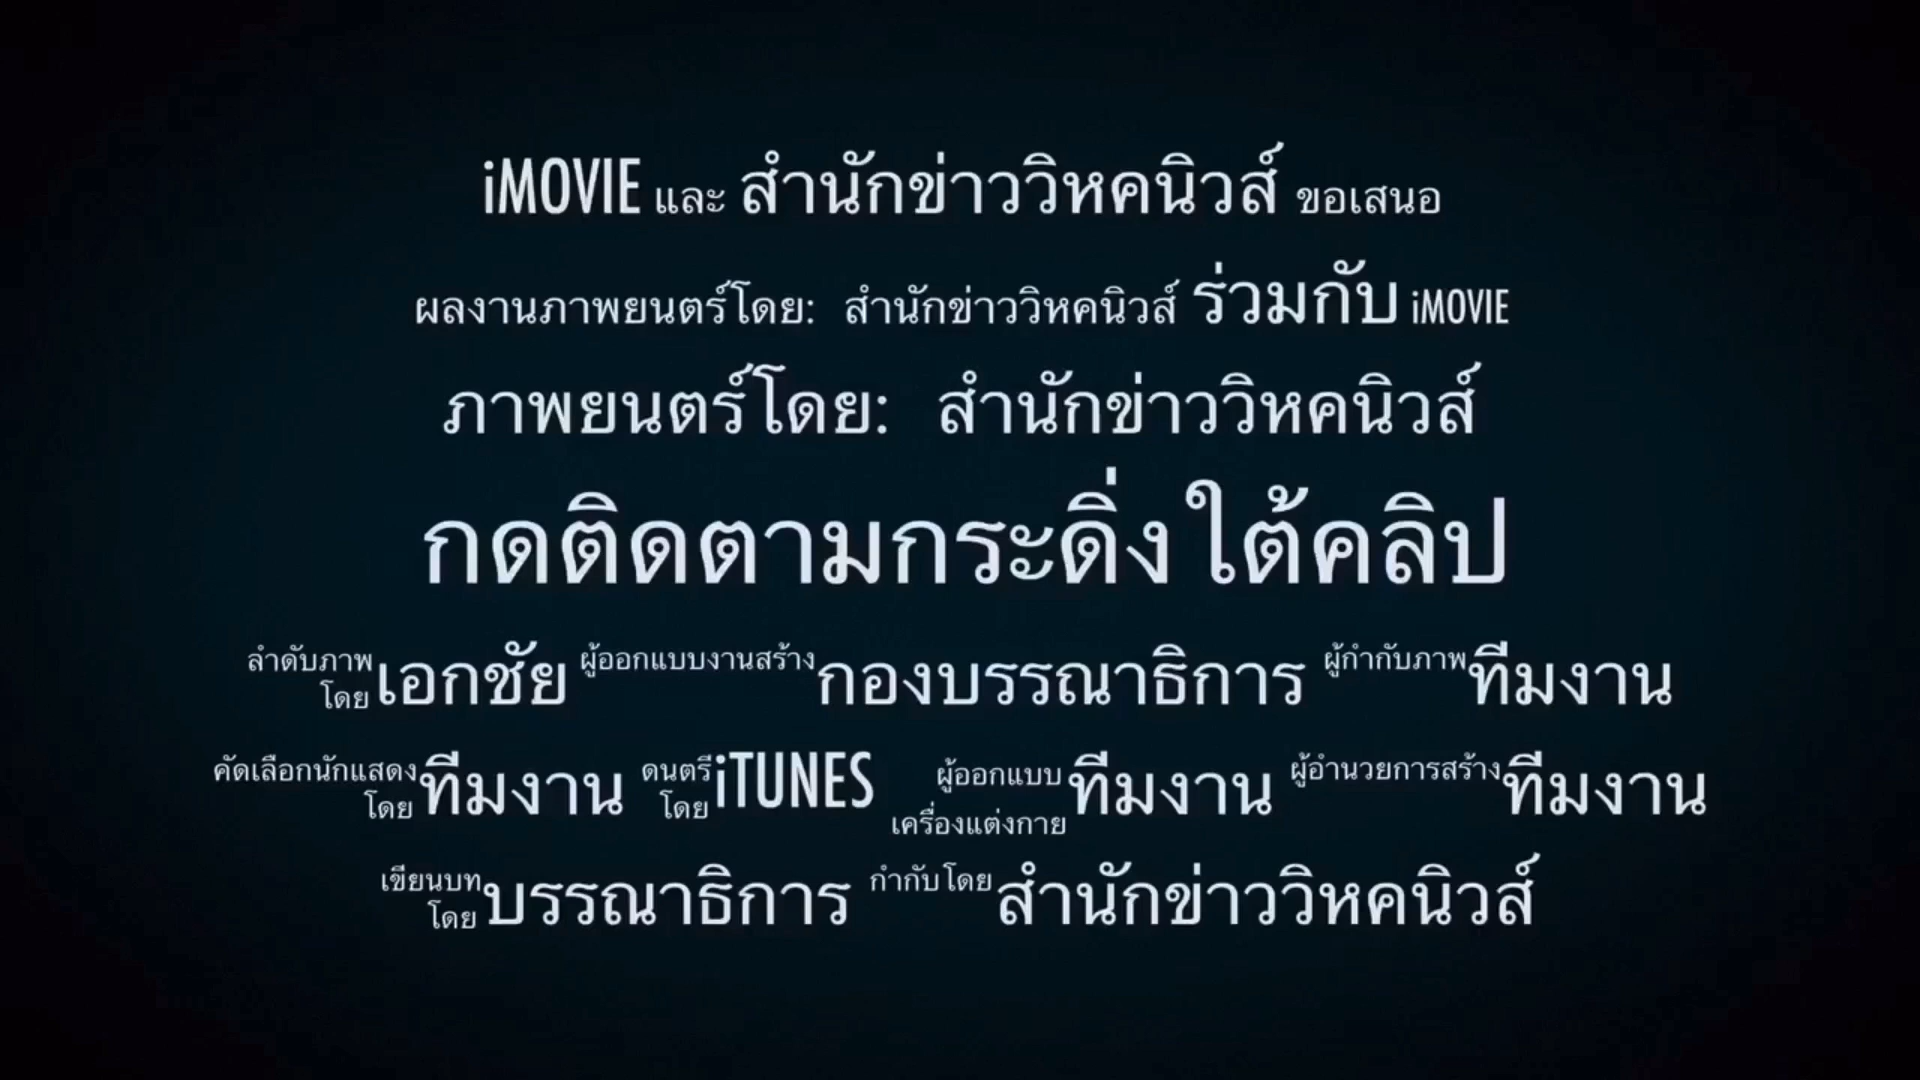 iMOVIE และ สำนักข่าววิหคนิวส์ ขอเสนอ
ผลงานภาพยนตร์โดย: สำนักข่าววิหคนิวส์ ร่วมกับ iMOVIE
ภาพยนตร์โดย: สำนักข่าววิหคนิวส์
กดติดตามกระดิ่ง ใต้คลิป
ลำดับภาพโดย เอกชัย ผู้ออกแบบงานสร้าง กองบรรณาธิการ ผู้กำกับภาพ ทีมงาน
คัดเลือกนักแสดงโดย ทีมงาน ดนตรีโดย iTUNES ผู้ออกแบบเครื่องแต่งกาย ทีมงาน ผู้อำนวยการสร้าง ทีมงาน
เขียนบทโดย บรรณาธิการ กำกับโดย สำนักข่าววิหคนิวส์